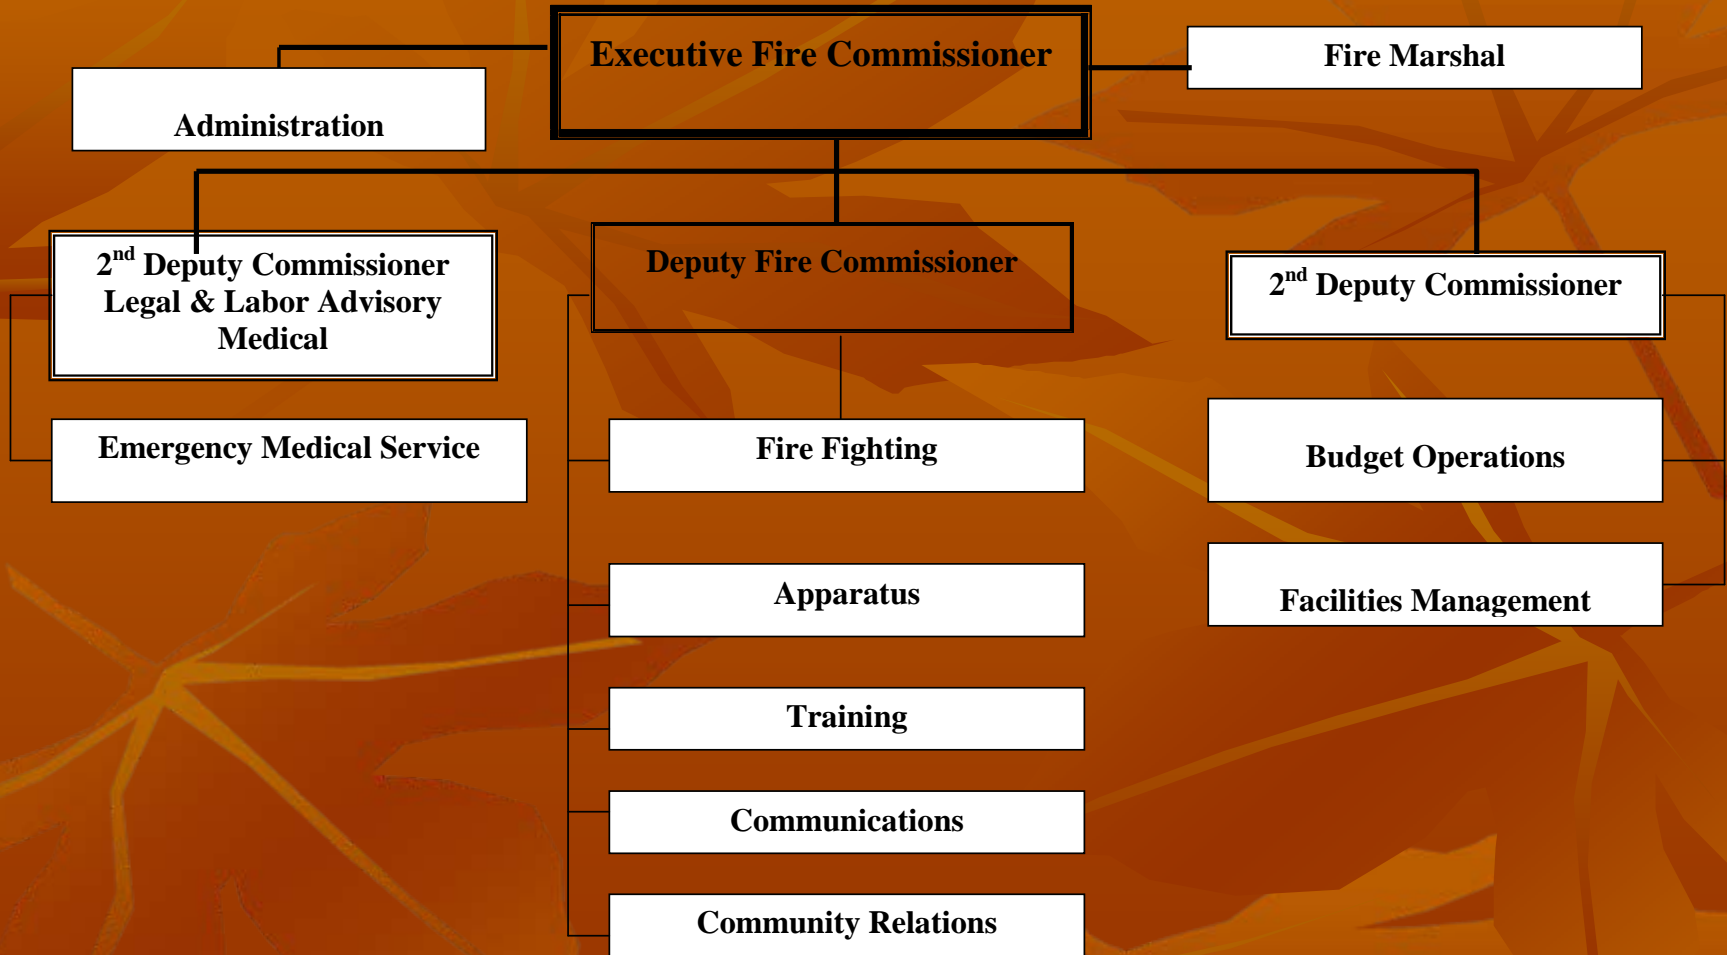 Executive Fire Commissioner
Fire Marshal
Administration
2nd Deputy Commissioner
Legal & Labor Advisory
Medical
Deputy Fire Commissioner
2nd Deputy Commissioner
Emergency Medical Service
Fire Fighting
Budget Operations
Apparatus
Facilities Management
Training
Communications
Community Relations